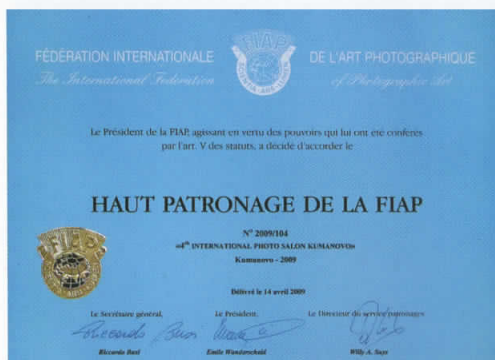 FÉDÉRATION INTERNATIONALE DE L'ART PHOTOGRAPHIQUE
The International Federation of Photographic Art
FIAP
Le Président de la FIAP, agissant en vertu des pouvoirs qui lui ont été conférés
par l'art. V des statuts, a décidé d'accorder le
HAUT PATRONAGE DE LA FIAP
N° 2009/104
«4th INTERNATIONAL PHOTO SALON KUMANOVO»
Kumanovo - 2009
FIAP
Délivré le 14 avril 2009
Le Secrétaire général, Le Président, Le Directeur du service patronages
Riccardo Busi Emile Wanderscheid Willy A.